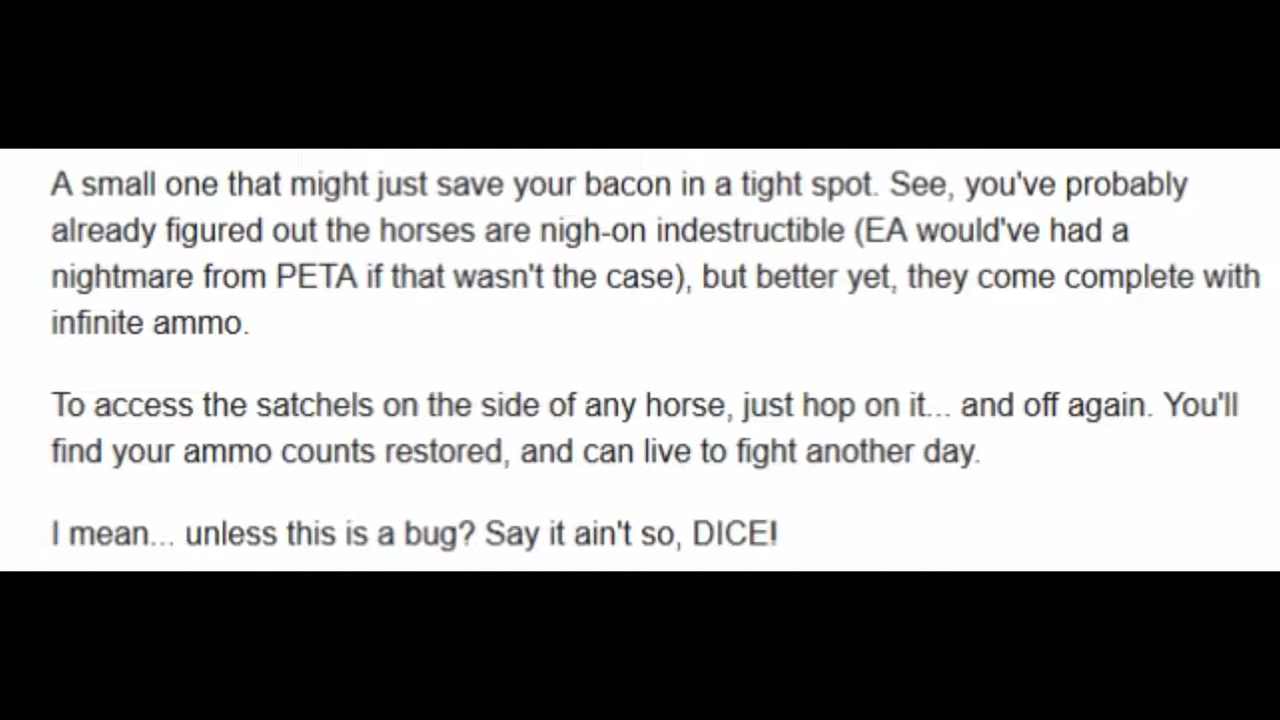 A small one that might just save your bacon in a tight spot. See, you've probably
already figured out the horses are nigh-on indestructible (EA would've had a
nightmare from PETA if that wasn't the case), but better yet, they come complete with
infinite ammo.
To access the satchels on the side of any horse, just hop on it... and off again. You'll
find your ammo counts restored, and can live to fight another day.
I mean... unless this is a bug? Say it ain't so, DICE!